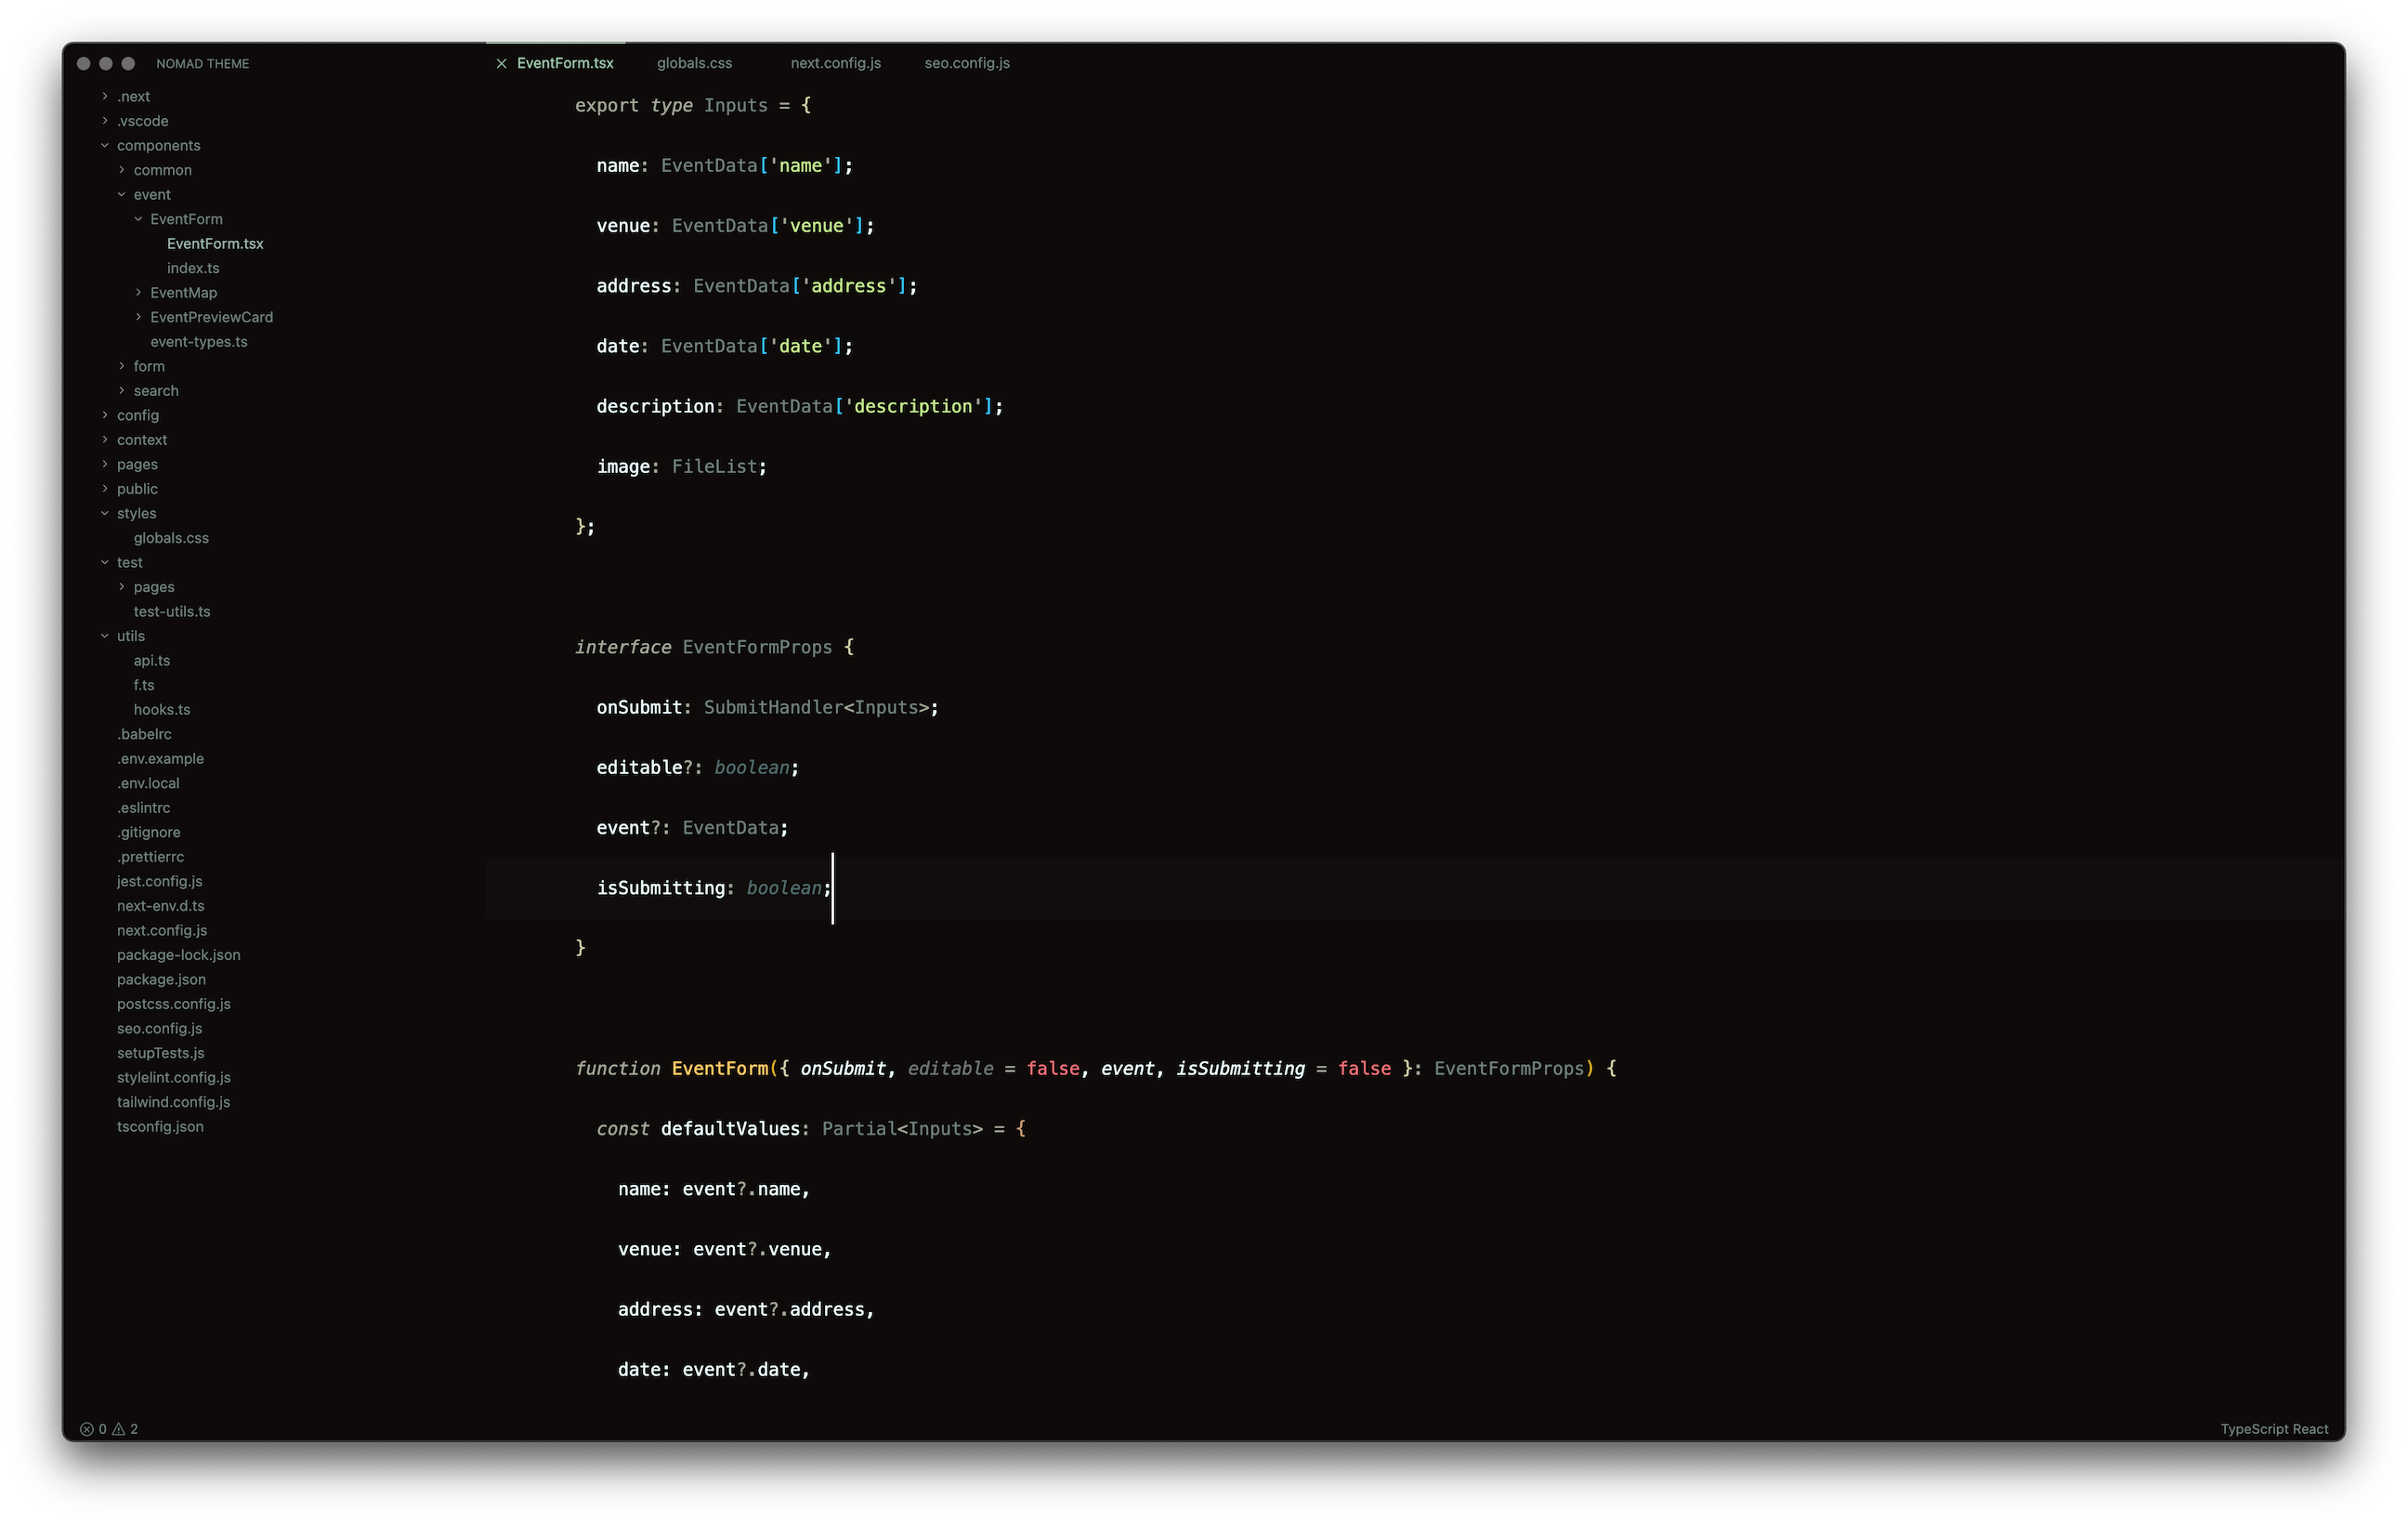 NOMAD THEME
EventForm.tsx globals.css next.config.js seo.config.js
.next
.vscode
components
common
event
EventForm
EventForm.tsx
index.ts
EventMap
EventPreviewCard
event-types.ts
form
search
config
context
pages
public
styles
globals.css
test
pages
test-utils.ts
utils
api.ts
f.ts
hooks.ts
.babelrc
.env.example
.env.local
.eslintrc
.gitignore
.prettierrc
jest.config.js
next-env.d.ts
next.config.js
package-lock.json
package.json
postcss.config.js
seo.config.js
setupTests.js
stylelint.config.js
tailwind.config.js
tsconfig.json
export type Inputs = {
name: EventData['name'];
venue: EventData['venue'];
address: EventData['address'];
date: EventData['date'];
description: EventData['description'];
image: FileList;
};
interface EventFormProps {
onSubmit: SubmitHandler<Inputs>;
editable?: boolean;
event?: EventData;
isSubmitting: boolean;
}
function EventForm({ onSubmit, editable = false, event, isSubmitting = false }: EventFormProps) {
const defaultValues: Partial<Inputs> = {
name: event?.name,
venue: event?.venue,
address: event?.address,
date: event?.date,
0 2
TypeScript React